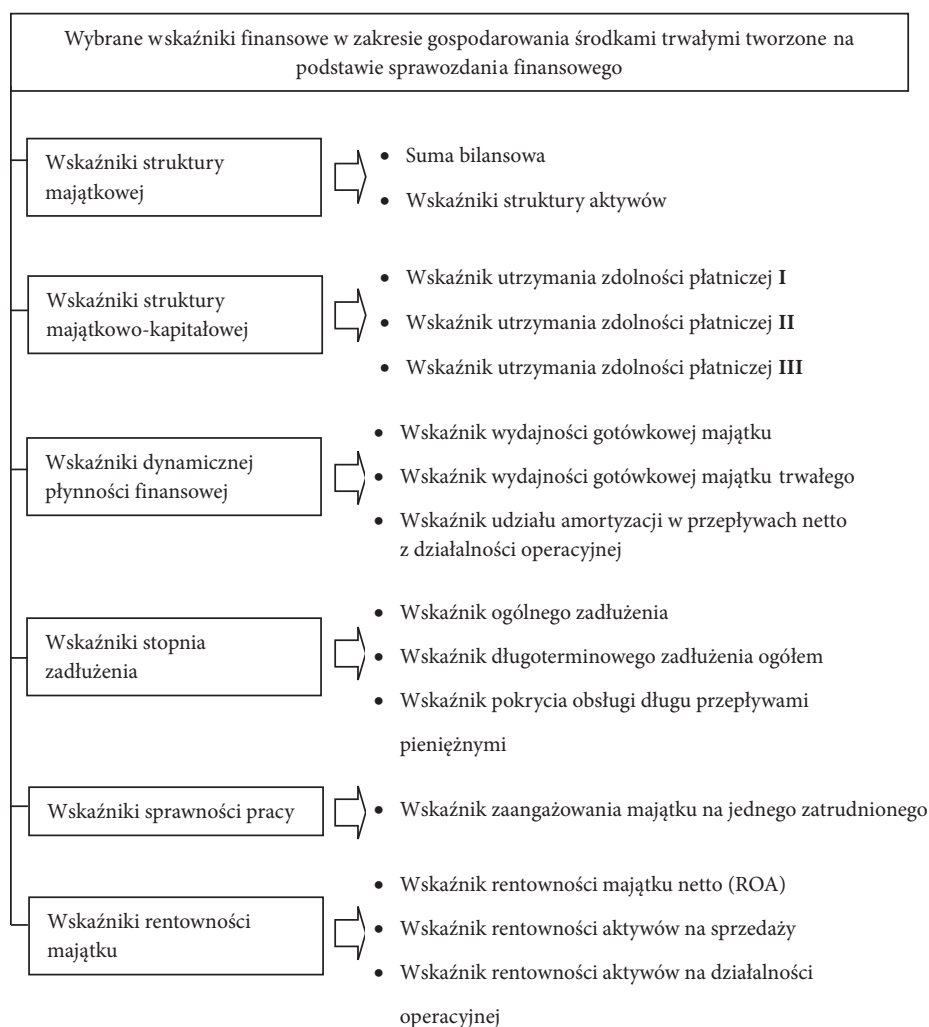 Wybrane wskaźniki finansowe w zakresie gospodarowania środkami trwałymi tworzone na
podstawie sprawozdania finansowego
Wskaźniki struktury
majątkowej
• Suma bilansowa
• Wskaźniki struktury aktywów
Wskaźniki struktury
majątkowo-kapitałowej
• Wskaźnik utrzymania zdolności płatniczej I
• Wskaźnik utrzymania zdolności płatniczej II
• Wskaźnik utrzymania zdolności płatniczej III
Wskaźniki dynamicznej
płynności finansowej
• Wskaźnik wydajności gotówkowej majątku
• Wskaźnik wydajności gotówkowej majątku trwałego
• Wskaźnik udziału amortyzacji w przepływach netto
z działalności operacyjnej
Wskaźniki stopnia
zadłużenia
• Wskaźnik ogólnego zadłużenia
• Wskaźnik długoterminowego zadłużenia ogółem
• Wskaźnik pokrycia obsługi długu przepływami
pieniężnymi
Wskaźniki sprawności pracy
• Wskaźnik zaangażowania majątku na jednego zatrudnionego
Wskaźniki rentowności
majątku
• Wskaźnik rentowności majątku netto (ROA)
• Wskaźnik rentowności aktywów na sprzedaży
• Wskaźnik rentowności aktywów na działalności
operacyjnej